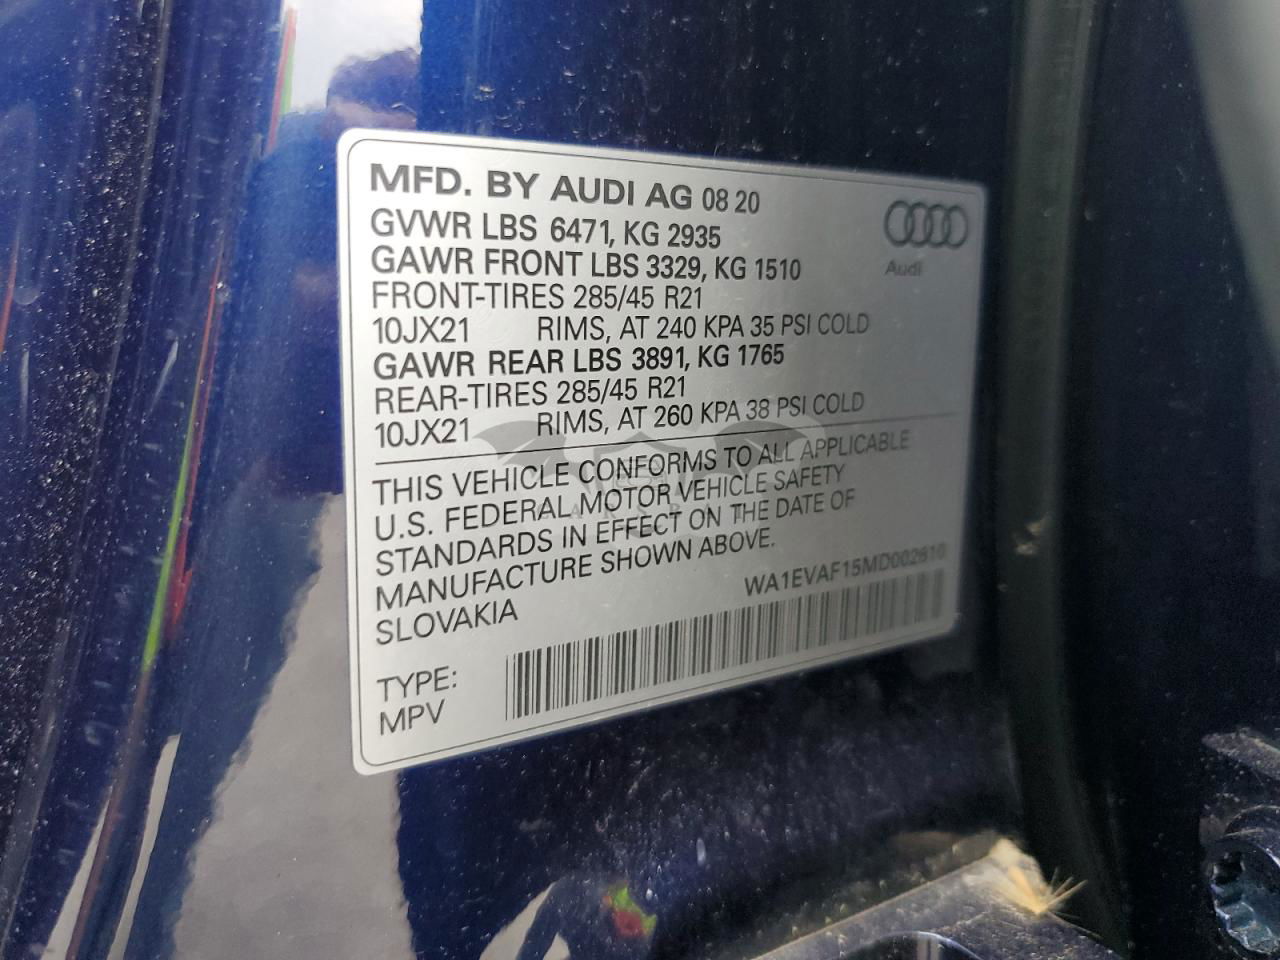 MFD. BY AUDI AG 08 20
GVWR LBS 6471, KG 2935
GAWR FRONT LBS 3329, KG 1510
FRONT-TIRES 285/45 R21
10JX21 RIMS, AT 240 KPA 35 PSI COLD
GAWR REAR LBS 3891, KG 1765
REAR-TIRES 285/45 R21
10JX21 RIMS, AT 260 KPA 38 PSI COLD
THIS VEHICLE CONFORMS TO ALL APPLICABLE
U.S. FEDERAL MOTOR VEHICLE SAFETY
STANDARDS IN EFFECT ON THE DATE OF
MANUFACTURE SHOWN ABOVE.
SLOVAKIA
WA1EVAF15MD002610
TYPE:
MPV
Audi